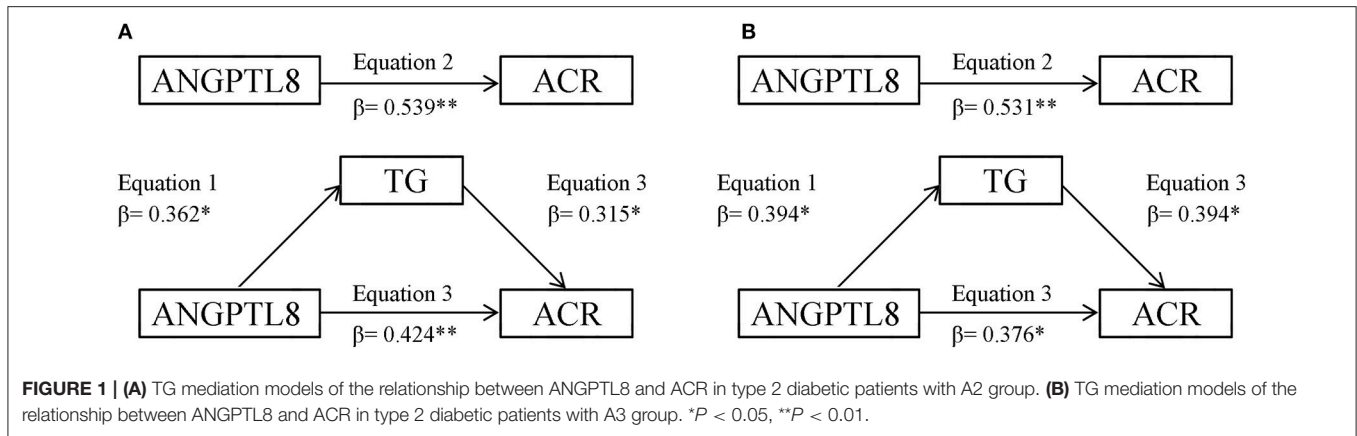 A
ANGPTL8
Equation 2
β= 0.539**
ACR
Equation 1
β= 0.362*
TG
Equation 3
β= 0.315*
ANGPTL8
Equation 3
β= 0.424**
ACR
B
ANGPTL8
Equation 2
β= 0.531**
ACR
Equation 1
β= 0.394*
TG
Equation 3
β= 0.394*
ANGPTL8
Equation 3
β= 0.376*
ACR
FIGURE 1 | (A) TG mediation models of the relationship between ANGPTL8 and ACR in type 2 diabetic patients with A2 group. (B) TG mediation models of the
relationship between ANGPTL8 and ACR in type 2 diabetic patients with A3 group. *P < 0.05, **P < 0.01.